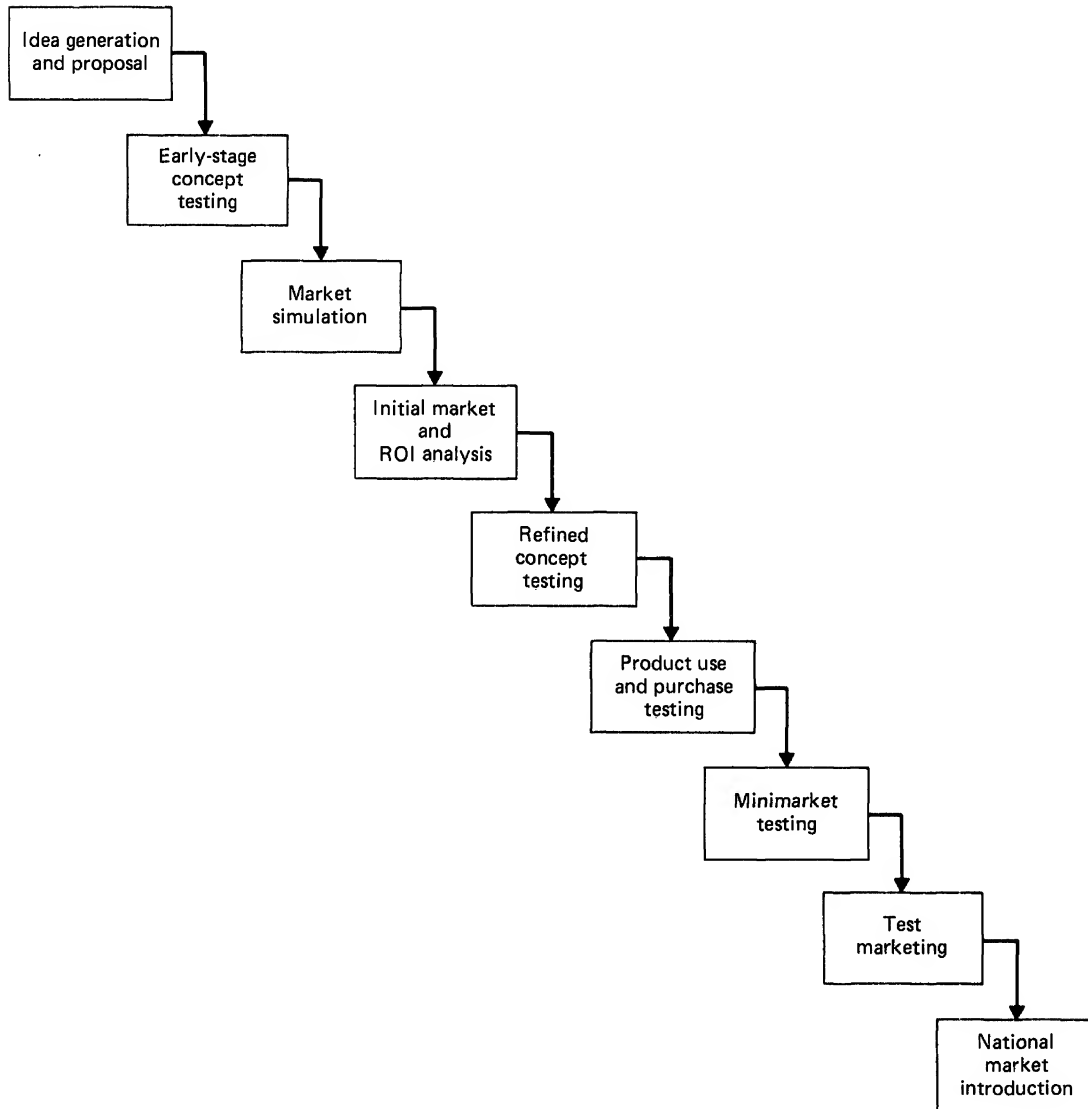 Idea generation
and proposal
Early-stage
concept
testing
Market
simulation
Initial market
and
ROI analysis
Refined
concept
testing
Product use
and purchase
testing
Minimarket
testing
Test
marketing
National
market
introduction